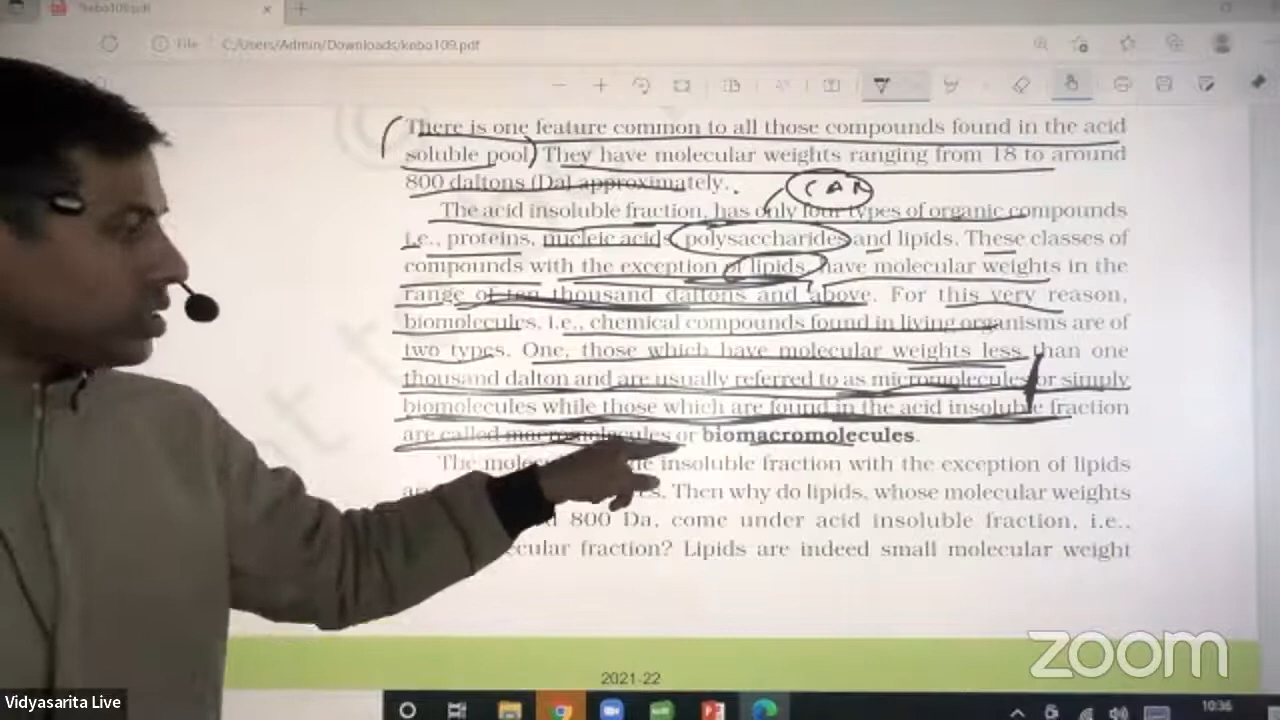 kebo109.pdf
File C:/Users/Admin/Downloads/kebo109.pdf
There is one feature common to all those compounds found in the acid
soluble pool. They have molecular weights ranging from 18 to around
800 daltons (Da) approximately.
The acid insoluble fraction, has only four types of organic compounds
i.e., proteins, nucleic acids, polysaccharides and lipids. These classes of
compounds with the exception of lipids, have molecular weights in the
range of ten thousand daltons and above. For this very reason,
biomolecules, i.e., chemical compounds found in living organisms are of
two types. One, those which have molecular weights less than one
thousand dalton and are usually referred to as micromolecules or simply
biomolecules while those which are found in the acid insoluble fraction
are called macromolecules or biomacromolecules.
The insoluble fraction with the exception of lipids
Then why do lipids, whose molecular weights
800 Da, come under acid insoluble fraction, i.e.,
fraction? Lipids are indeed small molecular weight
2021-22
zoom
Vidyasarita Live
10:36